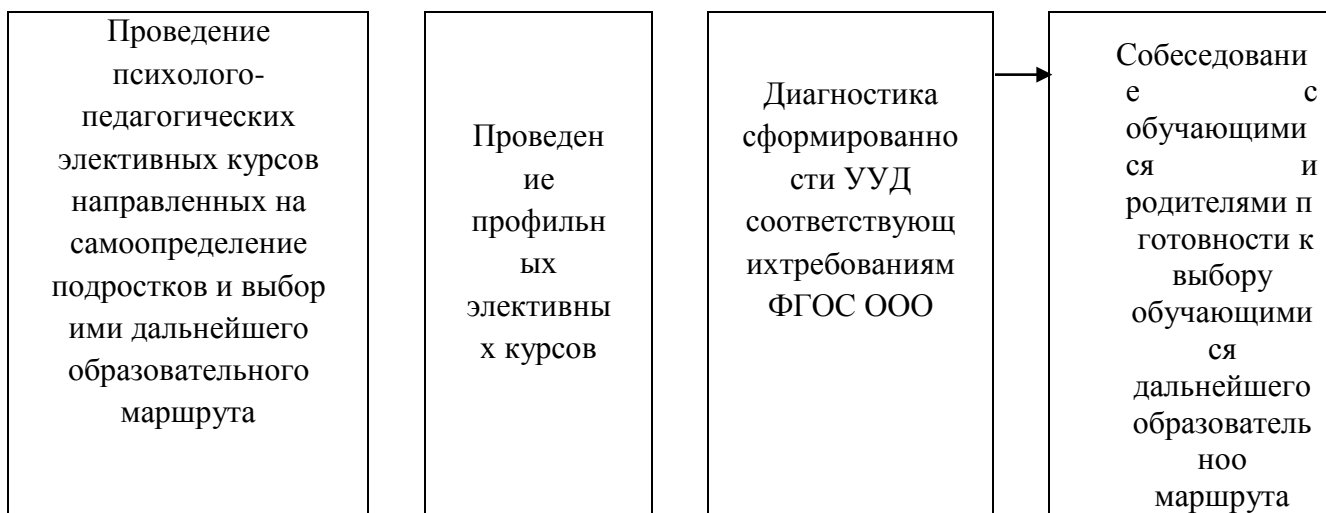 Проведение
психолого-
педагогических
элективных курсов
направленных на
самоопределение
подростков и выбор
ими дальнейшего
образовательного
маршрута
Проведен
ие
профильн
ых
элективны
х курсов
Диагностика
сформированно
сти УУД
соответствующ
ихтребованиям
ФГОС ООО
Собеседовани
е с
обучающими
ся и
родителями п
готовности к
выбору
обучающими
ся
дальнейшего
образователь
ноо
маршрута